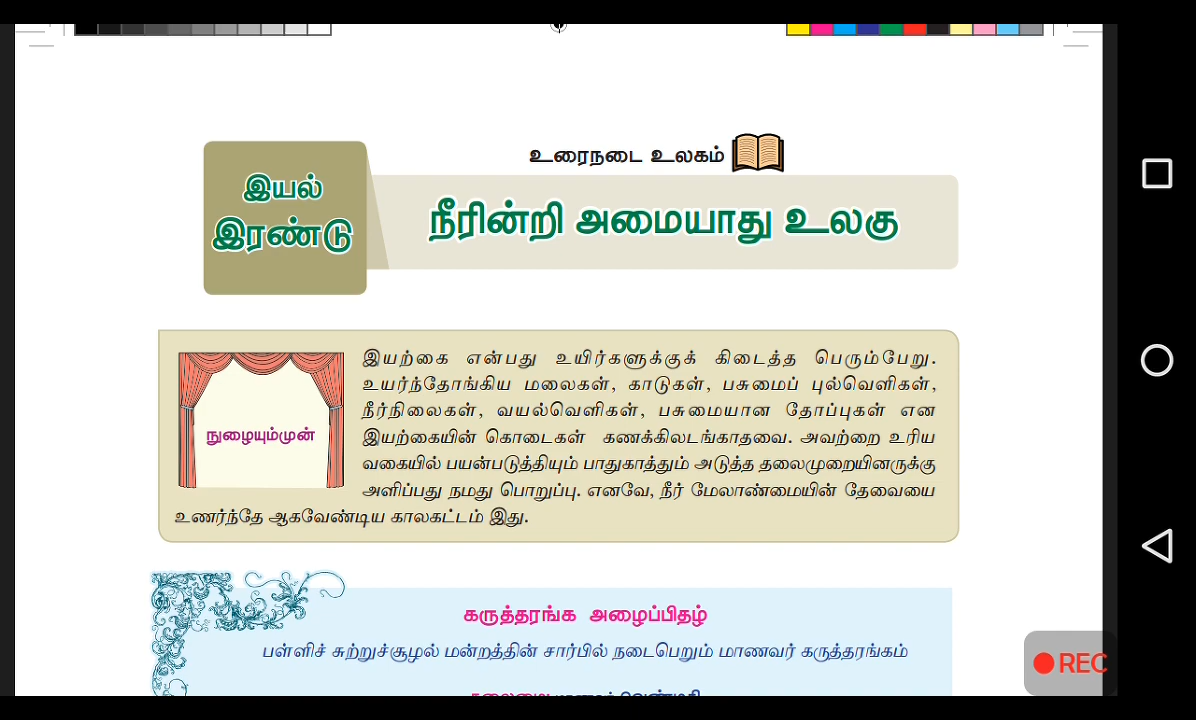 உரைநடை உலகம்
இயல்
இரண்டு
நீரின்றி அமையாது உலகு
நுழையும்முன்
இயற்கை என்பது உயிர்களுக்குக் கிடைத்த பெரும்பேறு.
உயர்ந்தோங்கிய மலைகள், காடுகள், பசுமைப் புல்வெளிகள்,
நீர்நிலைகள், வயல்வெளிகள், பசுமையான தோப்புகள் என
இயற்கையின் கொடைகள் கணக்கிலடங்காதவை. அவற்றை உரிய
வகையில் பயன்படுத்தியும் பாதுகாத்தும் அடுத்த தலைமுறையினருக்கு
அளிப்பது நமது பொறுப்பு. எனவே, நீர் மேலாண்மையின் தேவையை
உணர்ந்தே ஆகவேண்டிய காலகட்டம் இது.
கருத்தரங்க அழைப்பிதழ்
பள்ளிச் சுற்றுச்சூழல் மன்றத்தின் சார்பில் நடைபெறும் மாணவர் கருத்தரங்கம்
REC